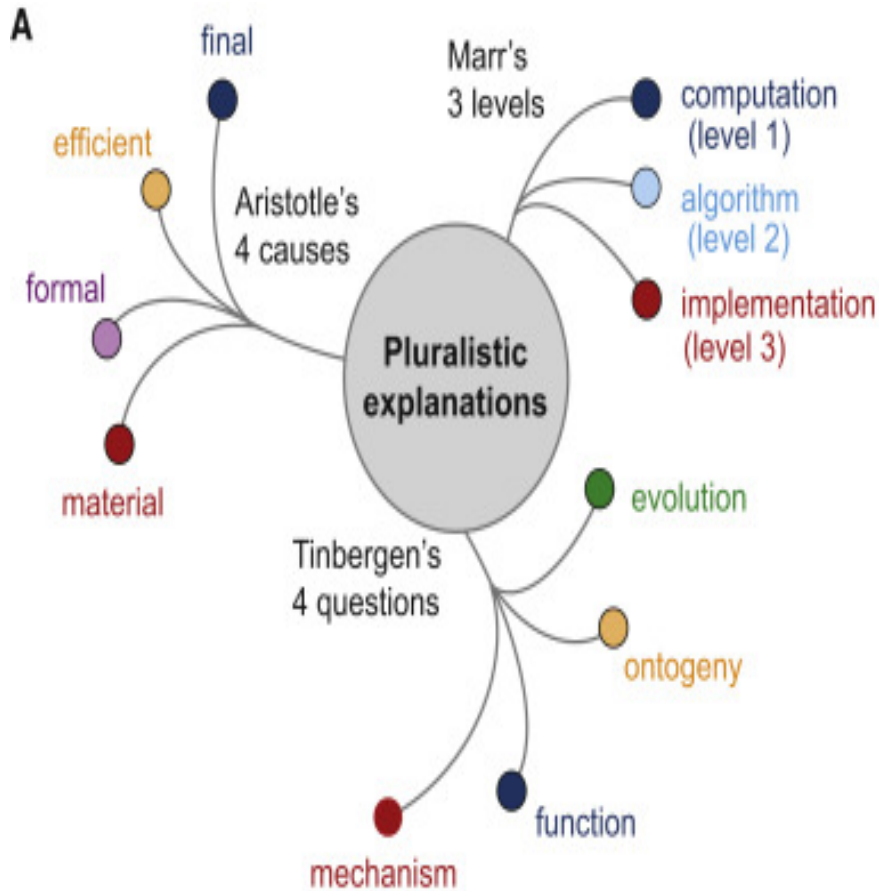 A
final
efficient
formal
material
Aristotle's
4 causes
Marr's
3 levels
computation
(level 1)
algorithm
(level 2)
implementation
(level 3)
Pluralistic
explanations
Tinbergen's
4 questions
evolution
ontogeny
function
mechanism